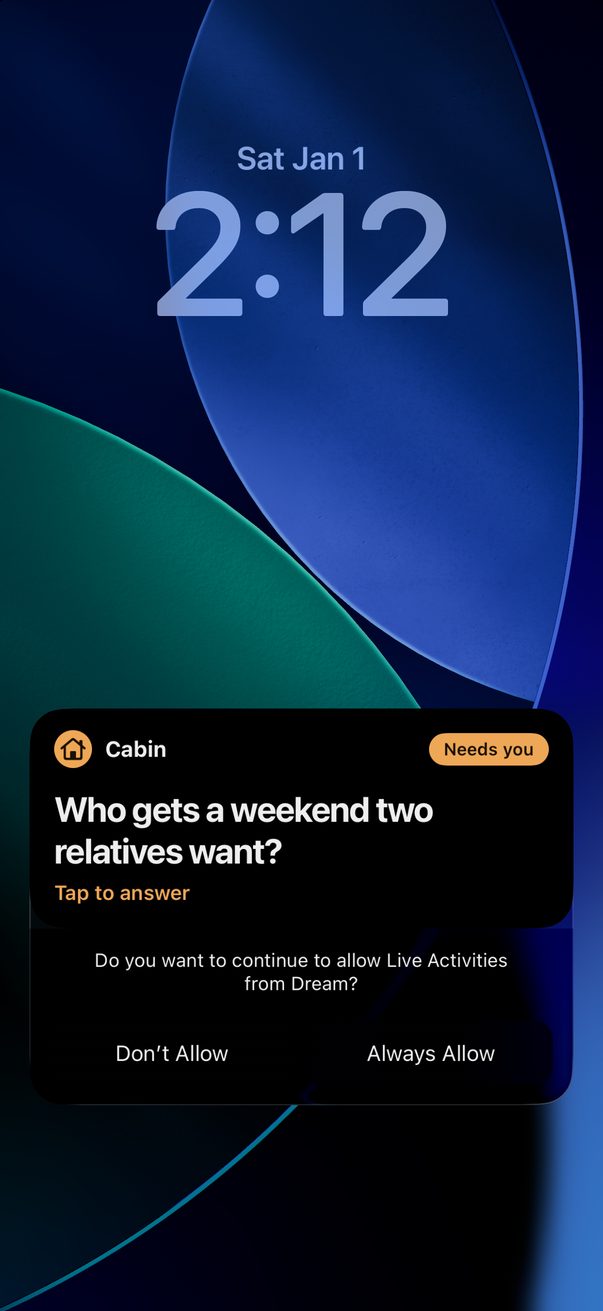 Sat Jan 1
2:12
Cabin
Needs you
Who gets a weekend two
relatives want?
Tap to answer
Do you want to continue to allow Live Activities
from Dream?
Don’t Allow
Always Allow